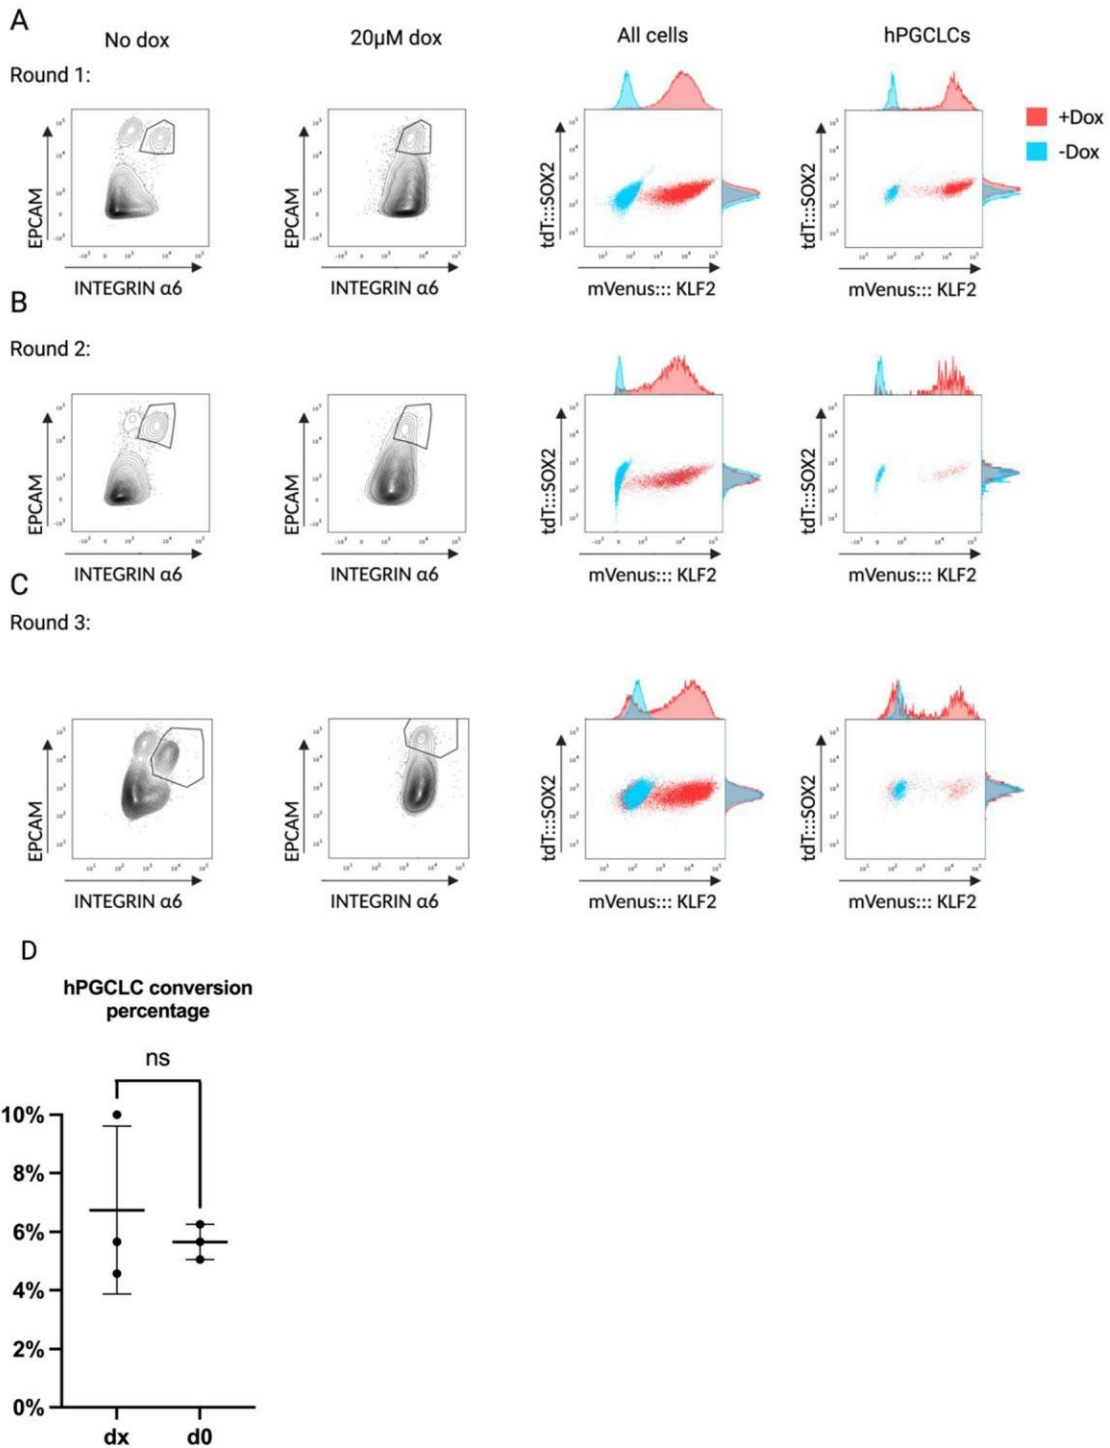 A
No dox
20μM dox
All cells
hPGCLCs
Round 1:
+Dox
-Dox
EPCAM
INTEGRIN α6
EPCAM
INTEGRIN α6
tdT:::SOX2
mVenus::: KLF2
tdT:::SOX2
mVenus::: KLF2
B
Round 2:
EPCAM
INTEGRIN α6
EPCAM
INTEGRIN α6
tdT:::SOX2
mVenus::: KLF2
tdT:::SOX2
mVenus::: KLF2
C
Round 3:
EPCAM
INTEGRIN α6
EPCAM
INTEGRIN α6
tdT:::SOX2
mVenus::: KLF2
tdT:::SOX2
mVenus::: KLF2
D
hPGCLC conversion
percentage
ns
10%
8%
6%
4%
2%
0%
dx
d0